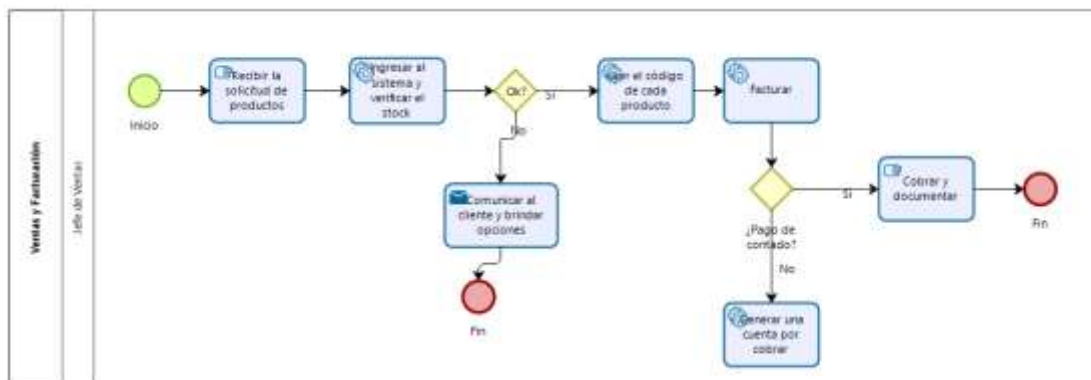 Ventas y Facturación
Jefe de Ventas
Inicio
Recibir la
solicitud de
productos
Ingresar al
sistema y
verificar el
stock
Ok?
Si
No
Comunicar al
cliente y brindar
opciones
Fin
el código
de cada
producto
Facturar
¿Pago de
contado?
Si
No
Cobrar y
documentar
Fin
Generar una
cuenta por
cobrar